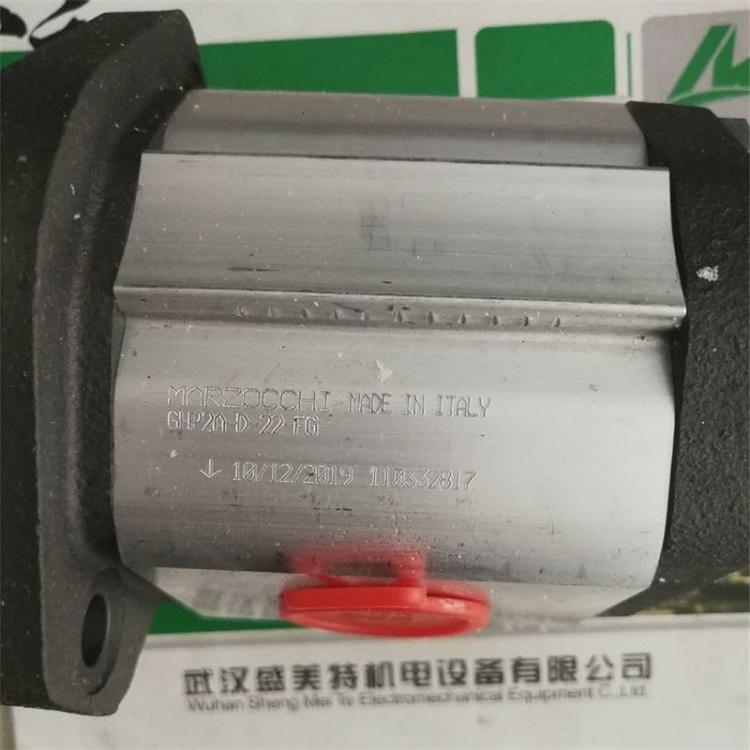 MARZOCCHI MADE IN ITALY
GHP2A-D-22-FG
↓ 10/12/2019 110332817
武汉盛美特机电设备有限公司
Wuhan Sheng Mei Te Electromechanical Equipment C o.,Ltd.